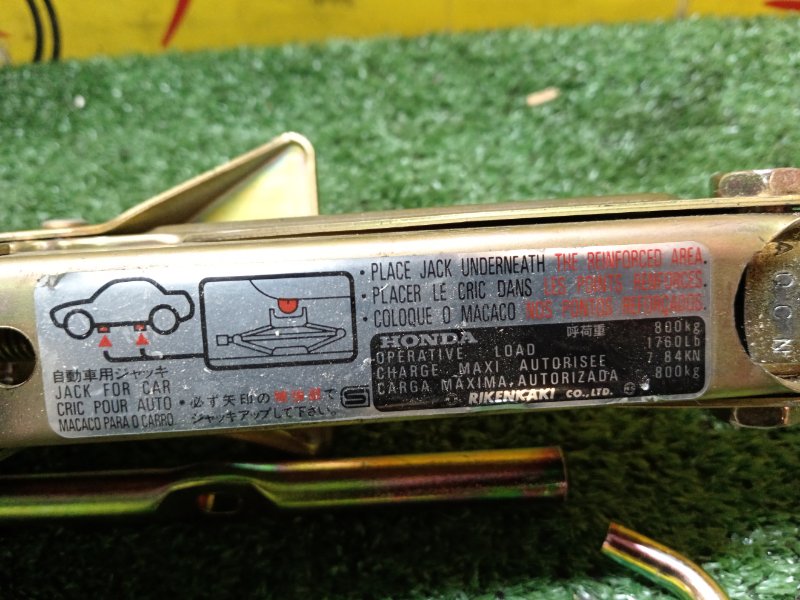 • PLACE JACK UNDERNEATH THE REINFORCED AREA.
• PLACER LE CRIC DANS LES POINTS RENFORCES.
• COLOQUE O MACACO NOS PONTOS REFORÇADOS.
自動車用ジャッキ
JACK FOR CAR
CRIC POUR AUTO
MACACO PARA O CARRO
• 必ず矢印の補強部で
ジャッキアップして下さい。
HONDA 呼荷重 800kg
OPERATIVE LOAD 1760Lb
CHARGE MAXI AUTORISEE 7.84KN
CARGA MÁXIMA AUTORIZADA 800kg
RIKENKAKI CO., LTD.
A O C N